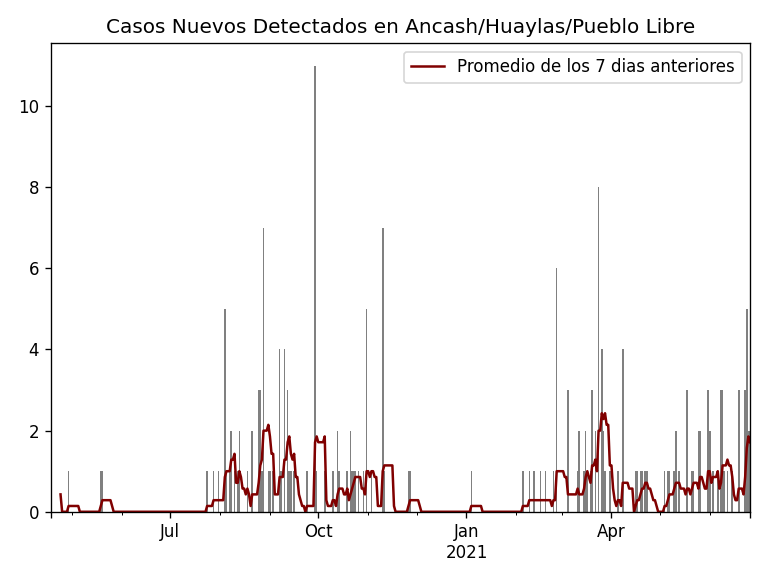 Casos Nuevos Detectados en Ancash/Huaylas/Pueblo Libre
Promedio de los 7 dias anteriores
10
8
6
4
2
0
Jul
Oct
Jan
2021
Apr